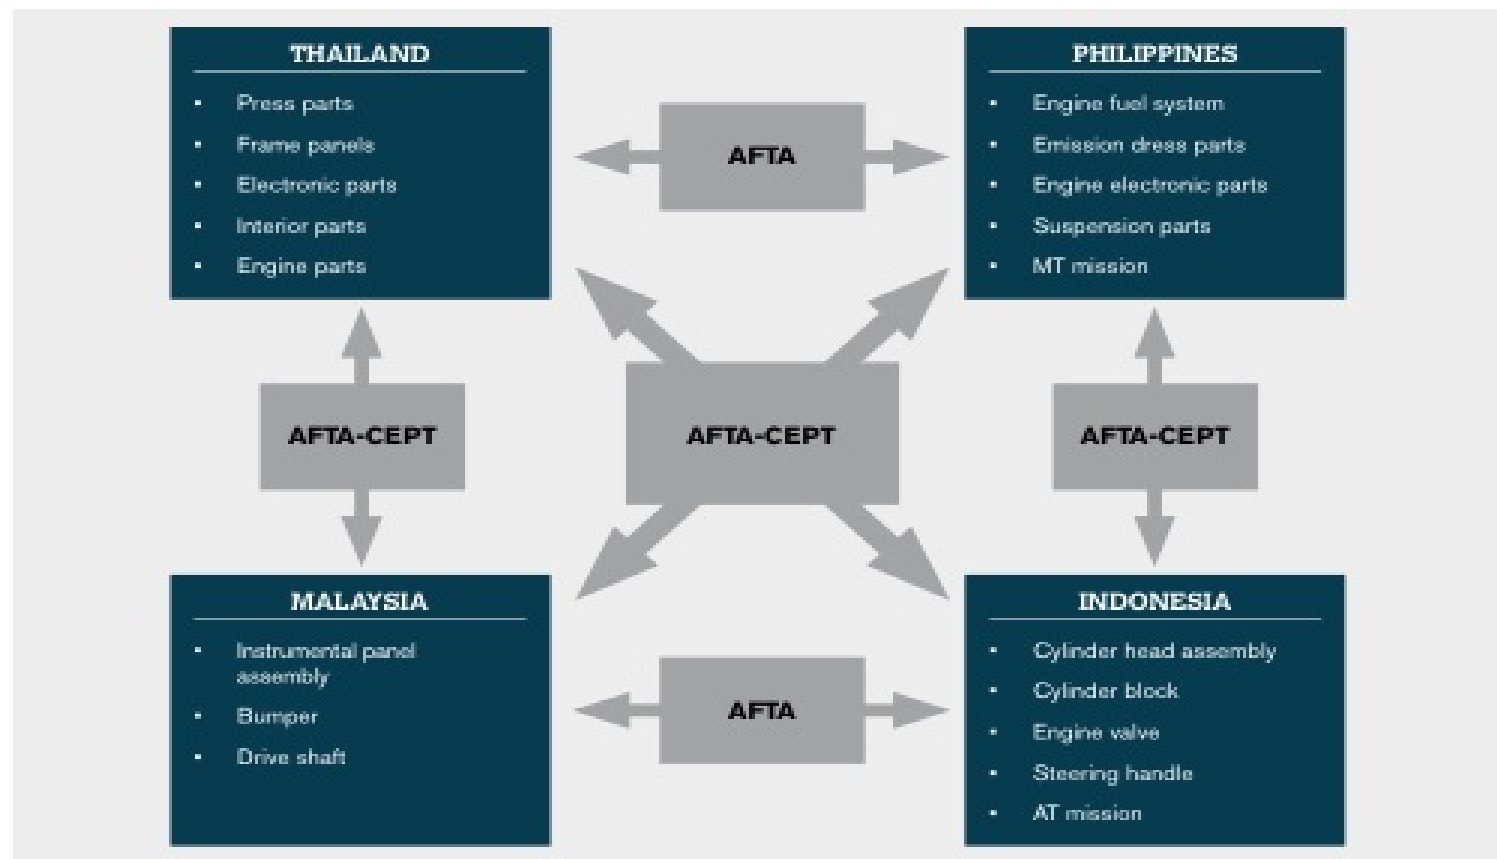 THAILAND
• Press parts
• Frame panels
• Electronic parts
• Interior parts
• Engine parts
AFTA
PHILIPPINES
• Engine fuel system
• Emission dress parts
• Engine electronic parts
• Suspension parts
• MT mission
AFTA-CEPT
AFTA-CEPT
AFTA-CEPT
MALAYSIA
• Instrumental panel
assembly
• Bumper
• Drive shaft
AFTA
INDONESIA
• Cylinder head assembly
• Cylinder block
• Engine valve
• Steering handle
• AT mission